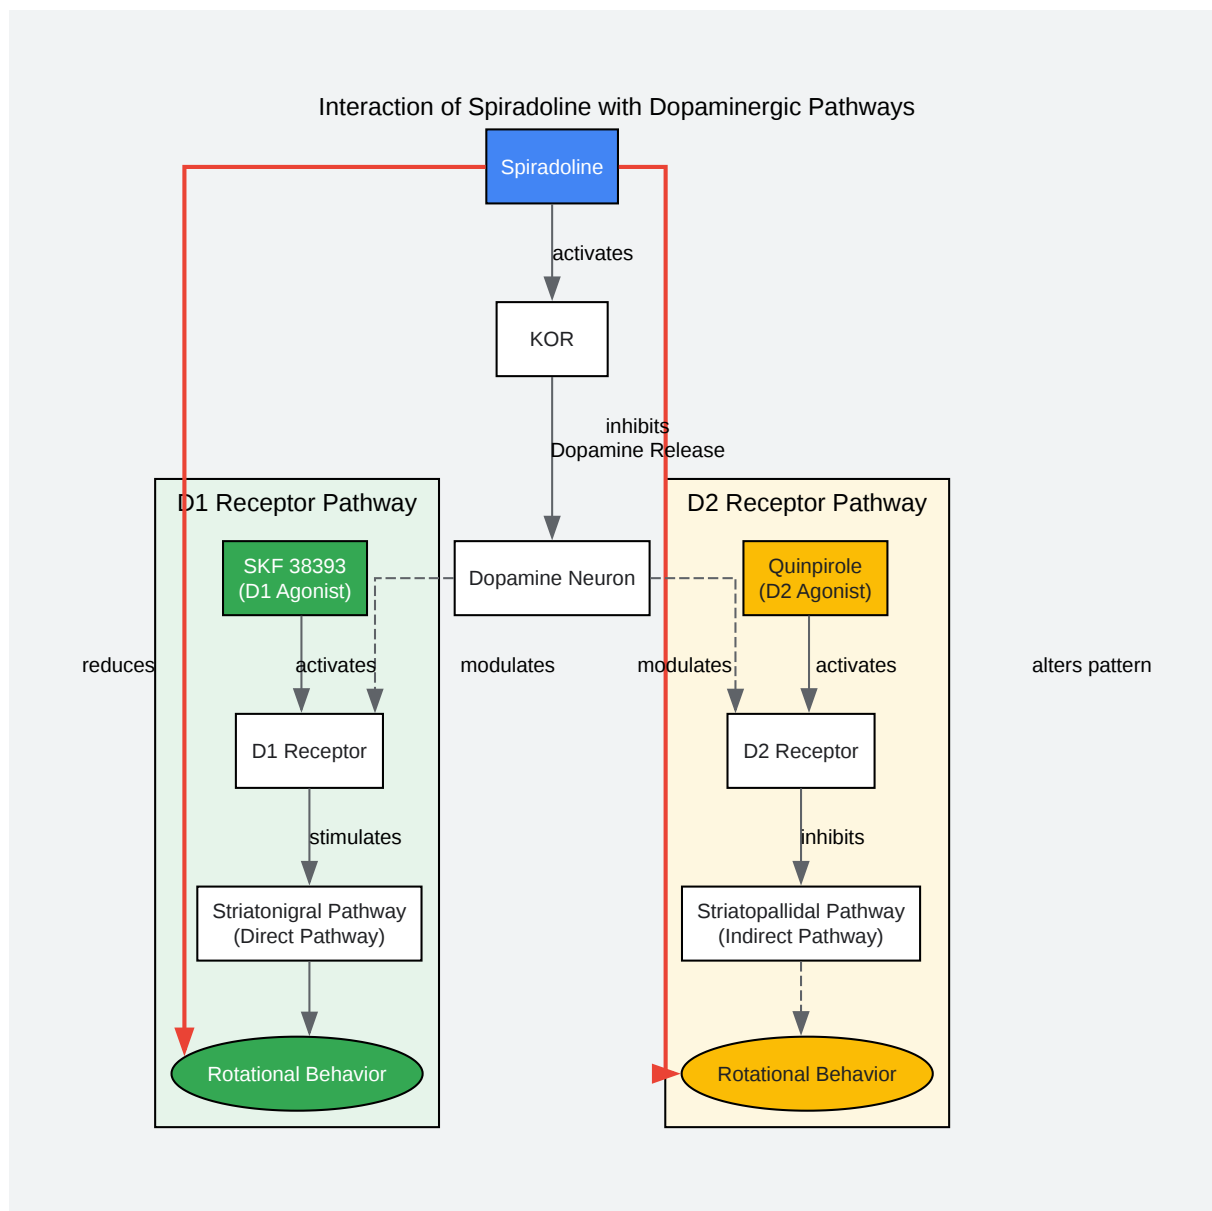 Interaction of Spiradoline with Dopaminergic Pathways
Spiradoline
activates
KOR
inhibits
Dopamine Release
D1 Receptor Pathway
D2 Receptor Pathway
SKF 38393
(D1 Agonist)
Dopamine Neuron
Quinpirole
(D2 Agonist)
reduces
activates
modulates
modulates
activates
alters pattern
D1 Receptor
D2 Receptor
stimulates
inhibits
Striatonigral Pathway
(Direct Pathway)
Striatopallidal Pathway
(Indirect Pathway)
Rotational Behavior
Rotational Behavior